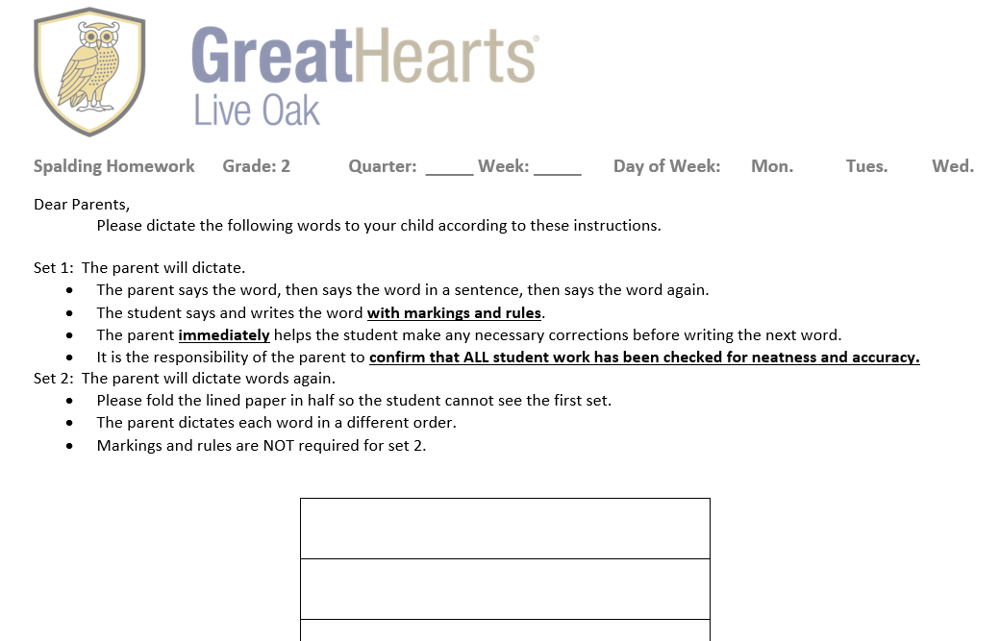 GreatHearts®
Live Oak
Spalding Homework Grade: 2 Quarter: _____ Week: _____ Day of Week: Mon. Tues. Wed.
Dear Parents,
Please dictate the following words to your child according to these instructions.
Set 1: The parent will dictate.
• The parent says the word, then says the word in a sentence, then says the word again.
• The student says and writes the word with markings and rules.
• The parent immediately helps the student make any necessary corrections before writing the next word.
• It is the responsibility of the parent to confirm that ALL student work has been checked for neatness and accuracy.
Set 2: The parent will dictate words again.
• Please fold the lined paper in half so the student cannot see the first set.
• The parent dictates each word in a different order.
• Markings and rules are NOT required for set 2.